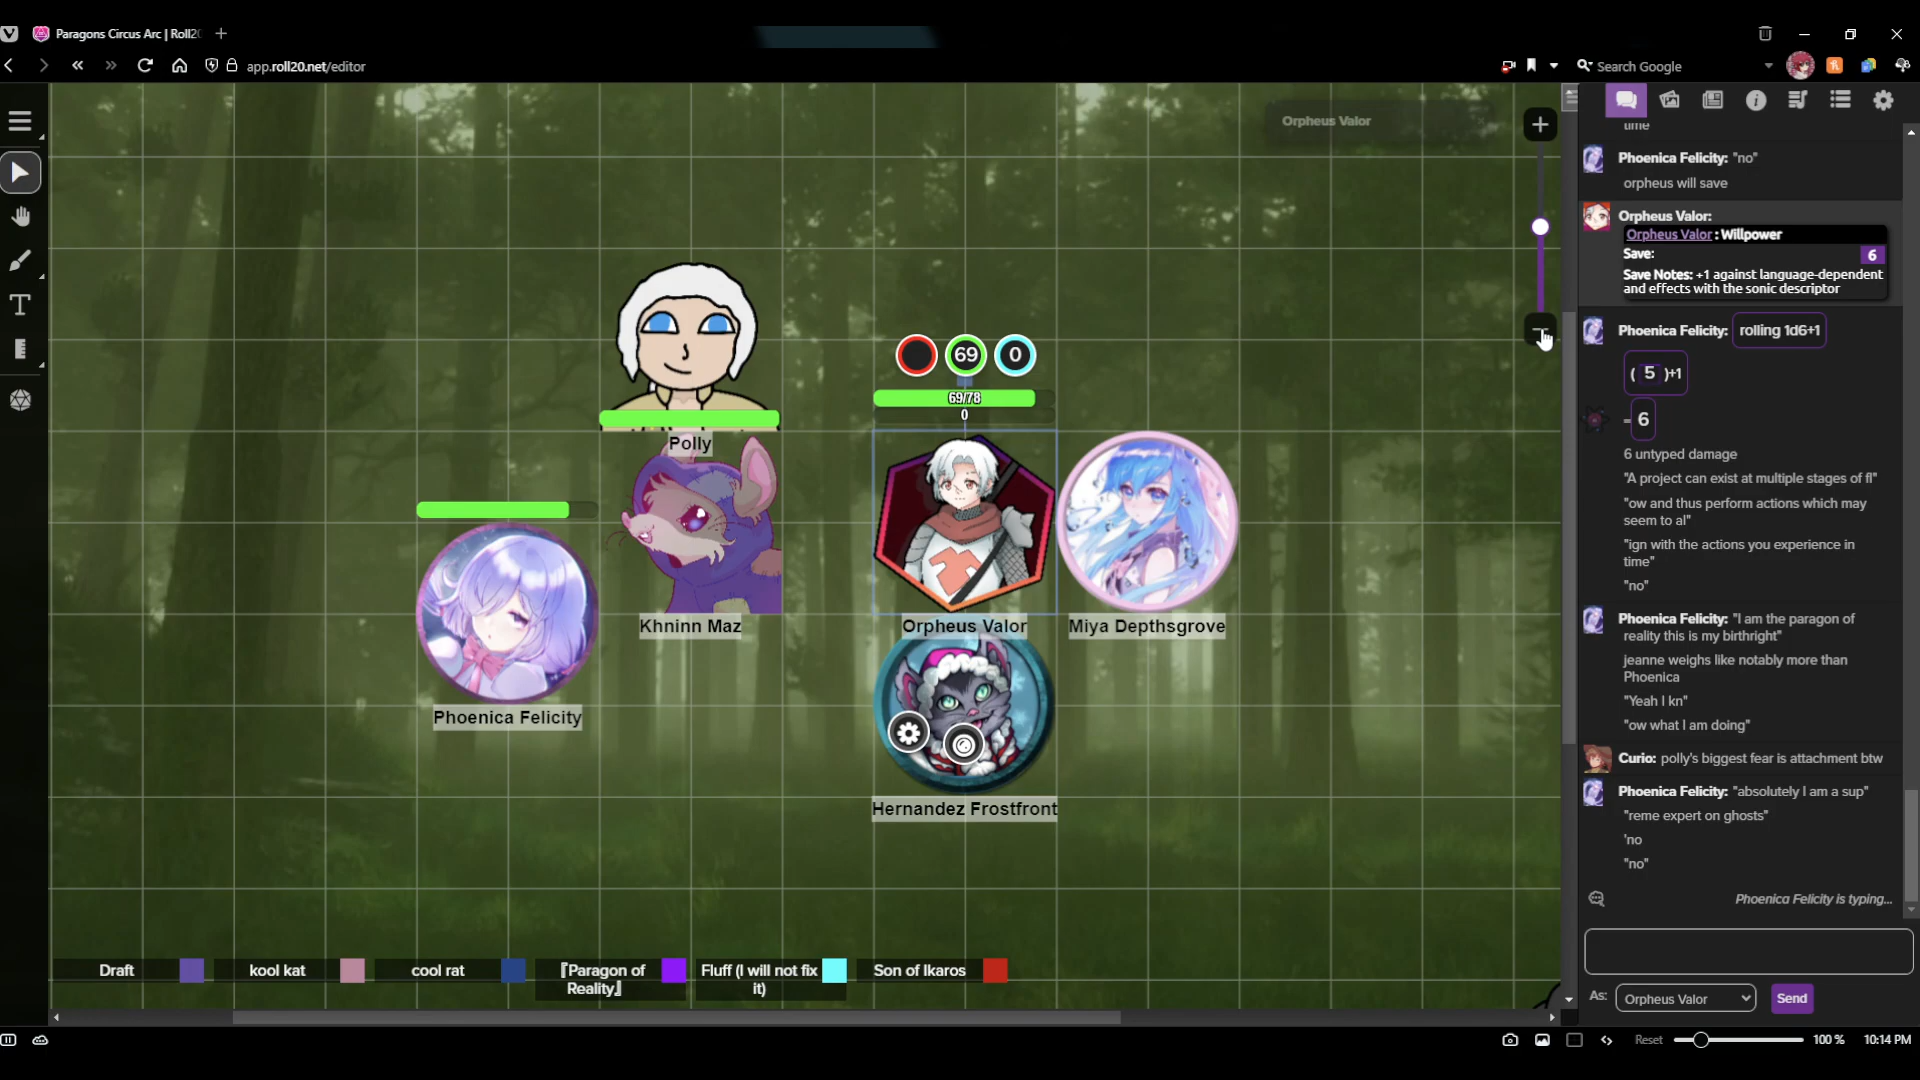 Paragons Circus Arc | Roll20
app.roll20.net/editor
Search Google
Orpheus Valor
time
Phoenica Felicity: "no"
orpheus will save
Orpheus Valor:
Orpheus Valor : Willpower
Save:
6
Save Notes: +1 against language-dependent
and effects with the sonic descriptor
Phoenica Felicity: rolling 1d6+1
( 5 )+1
= 6
6 untyped damage
"A project can exist at multiple stages of fl"
"ow and thus perform actions which may
seem to al"
"ign with the actions you experience in
time"
"no"
Phoenica Felicity: "I am the paragon of
reality this is my birthright"
jeanne weighs like notably more than
Phoenica
"Yeah I kn"
"ow what I am doing"
Curio: polly's biggest fear is attachment btw
Phoenica Felicity: "absolutely I am a sup"
"reme expert on ghosts"
'no
"no"
Phoenica Felicity is typing...
As:
Orpheus Valor
Send
69
0
69/78
0
Polly
Khninn Maz
Orpheus Valor
Miya Depthsgrove
Phoenica Felicity
Hernandez Frostfront
Draft
kool kat
cool rat
『Paragon of
Reality』
Fluff (I will not fix
it)
Son of Ikaros
Reset
100 %
10:14 PM